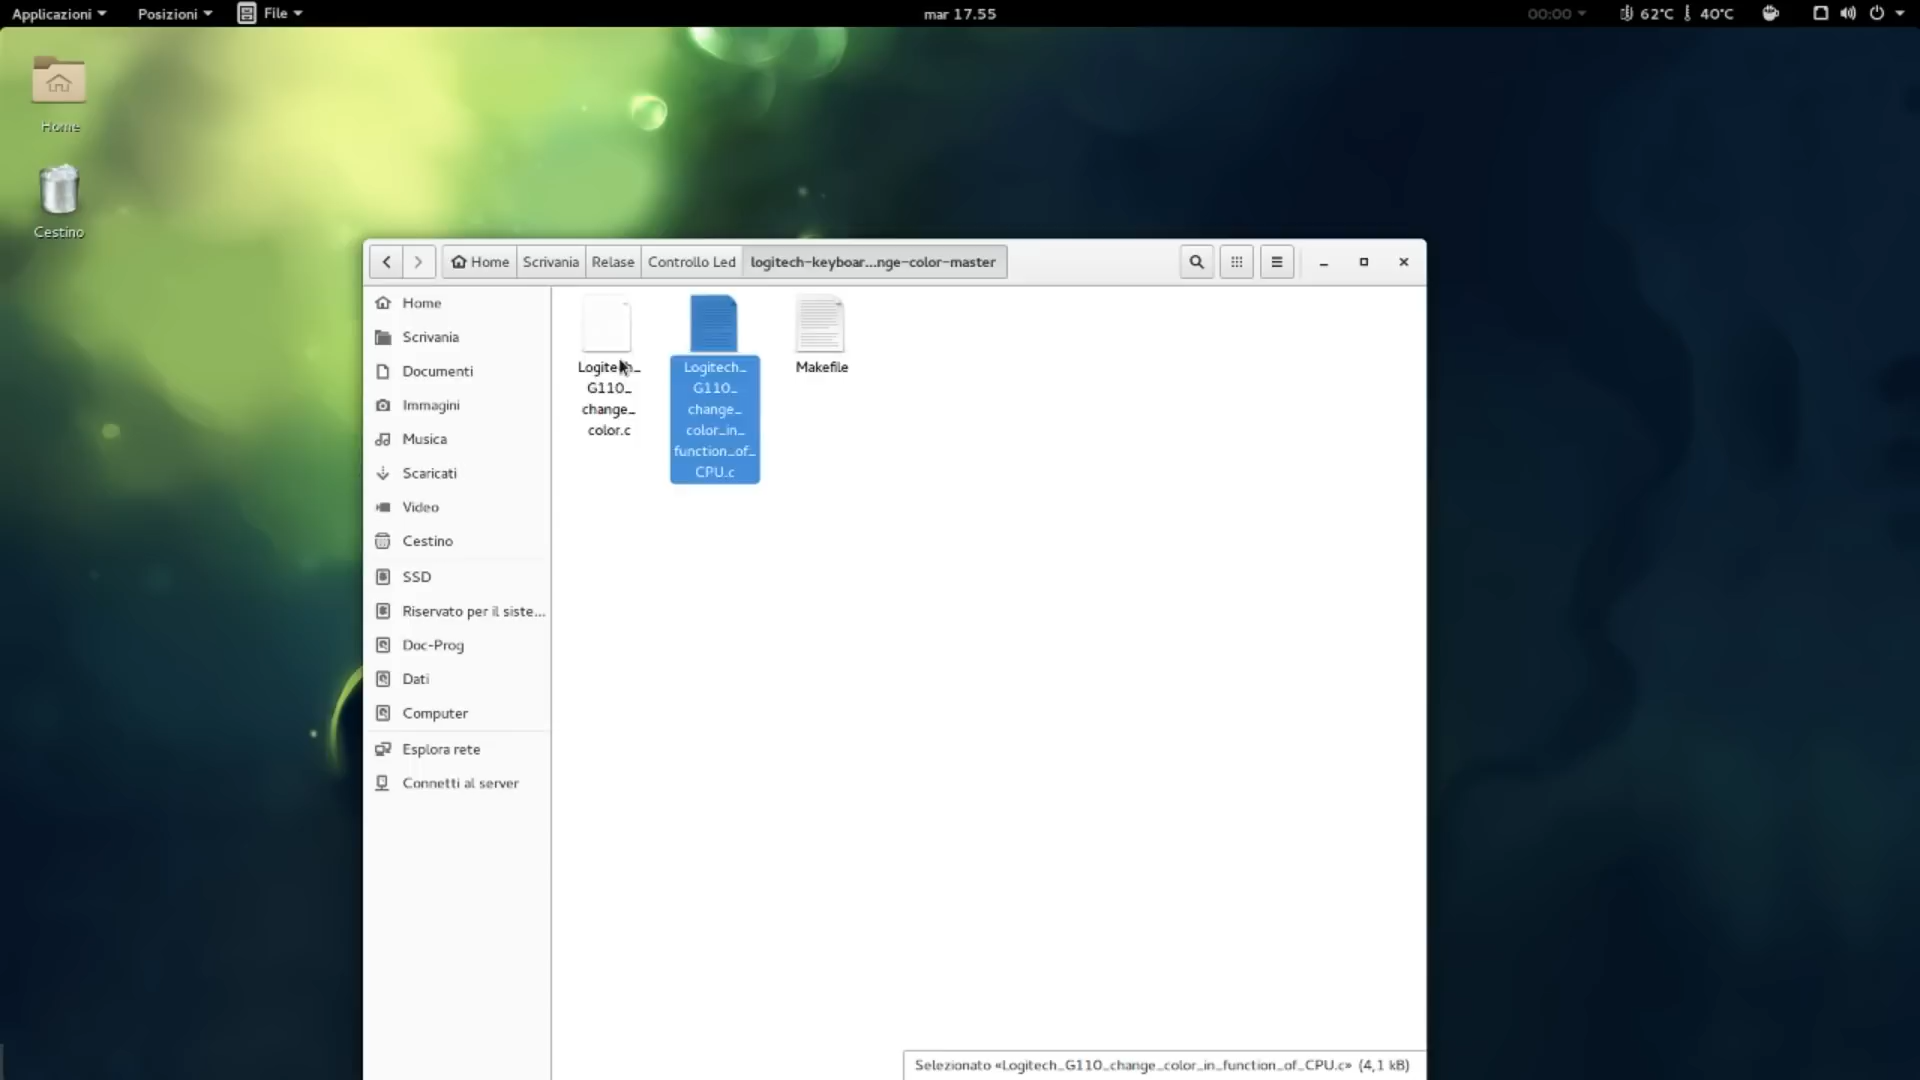 Applicazioni
Posizioni
File
mar 17.55
00:00
62°C
40°C
Home
Cestino
Home
Scrivania
Relase
Controllo Led
logitech-keyboar...nge-color-master
Home
Scrivania
Documenti
Immagini
Musica
Scaricati
Video
Cestino
SSD
Riservato per il siste...
Doc-Prog
Dati
Computer
Esplora rete
Connetti al server
Logitech_
G110_
change_
color.c
Logitech_
G110_
change_
color_in_
function_of_
CPU.c
Makefile
Selezionato «Logitech_G110_change_color_in_function_of_CPU.c» (4,1 kB)